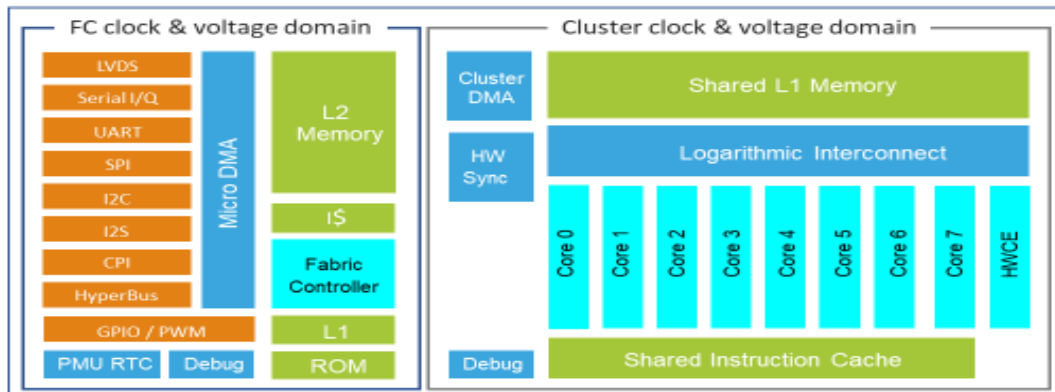 FC clock & voltage domain
LVDS
Serial I/Q
UART
SPI
I2C
I2S
CPI
HyperBus
GPIO / PWM
PMU RTC
Debug
Micro DMA
L2
Memory
I$
Fabric
Controller
L1
ROM
Cluster clock & voltage domain
Cluster
DMA
HW
Sync
Debug
Shared L1 Memory
Logarithmic Interconnect
Core 0
Core 1
Core 2
Core 3
Core 4
Core 5
Core 6
Core 7
HWCE
Shared Instruction Cache